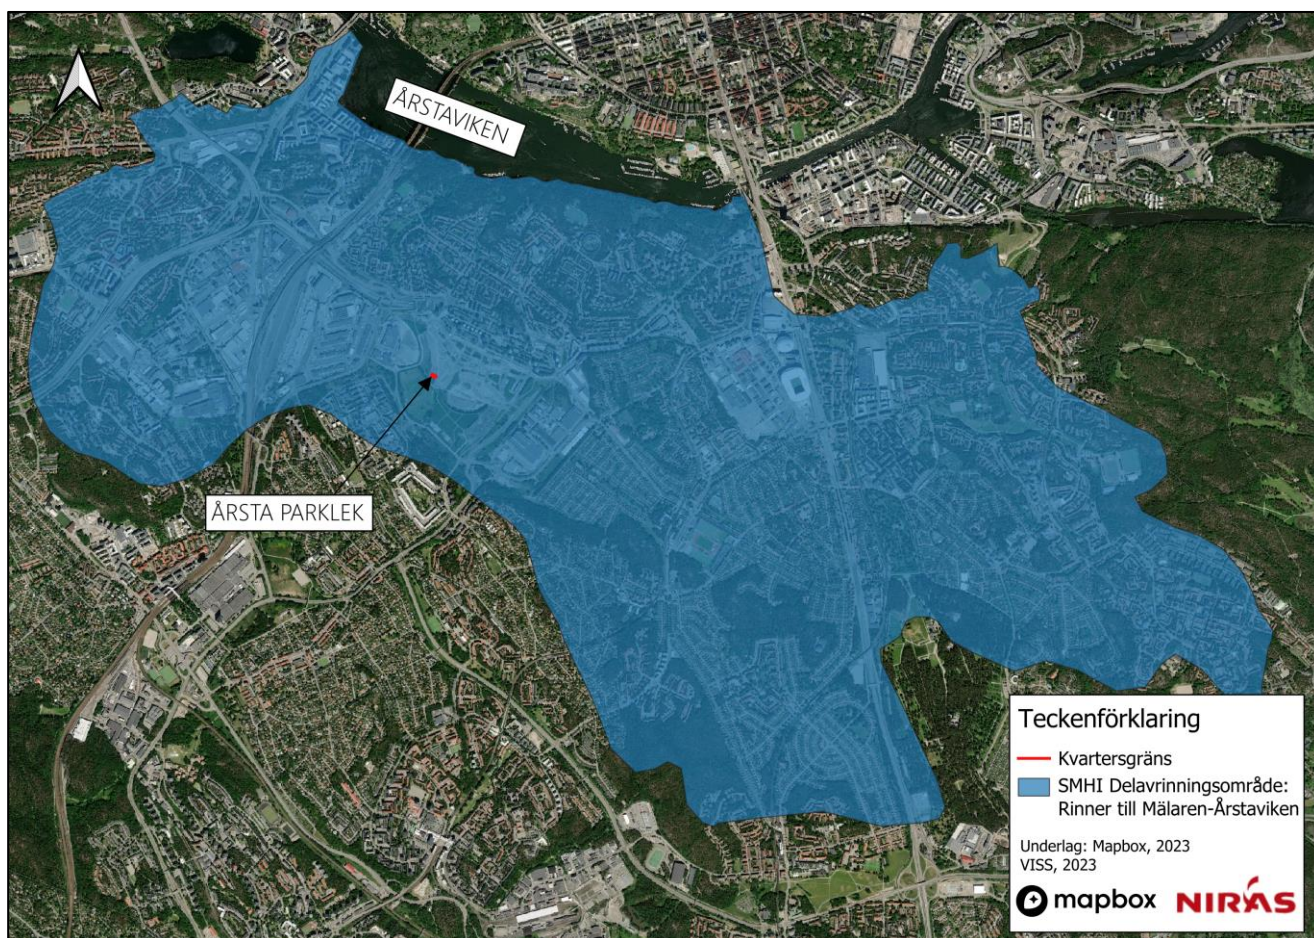 ÅRSTAVIKEN
ÅRSTA PARKLEK
Teckenförklaring
Kvartersgräns
SMHI Delavrinningsområde:
Rinner till Mälaren-Årstaviken
Underlag: Mapbox, 2023
VISS, 2023
mapbox
NIRAS